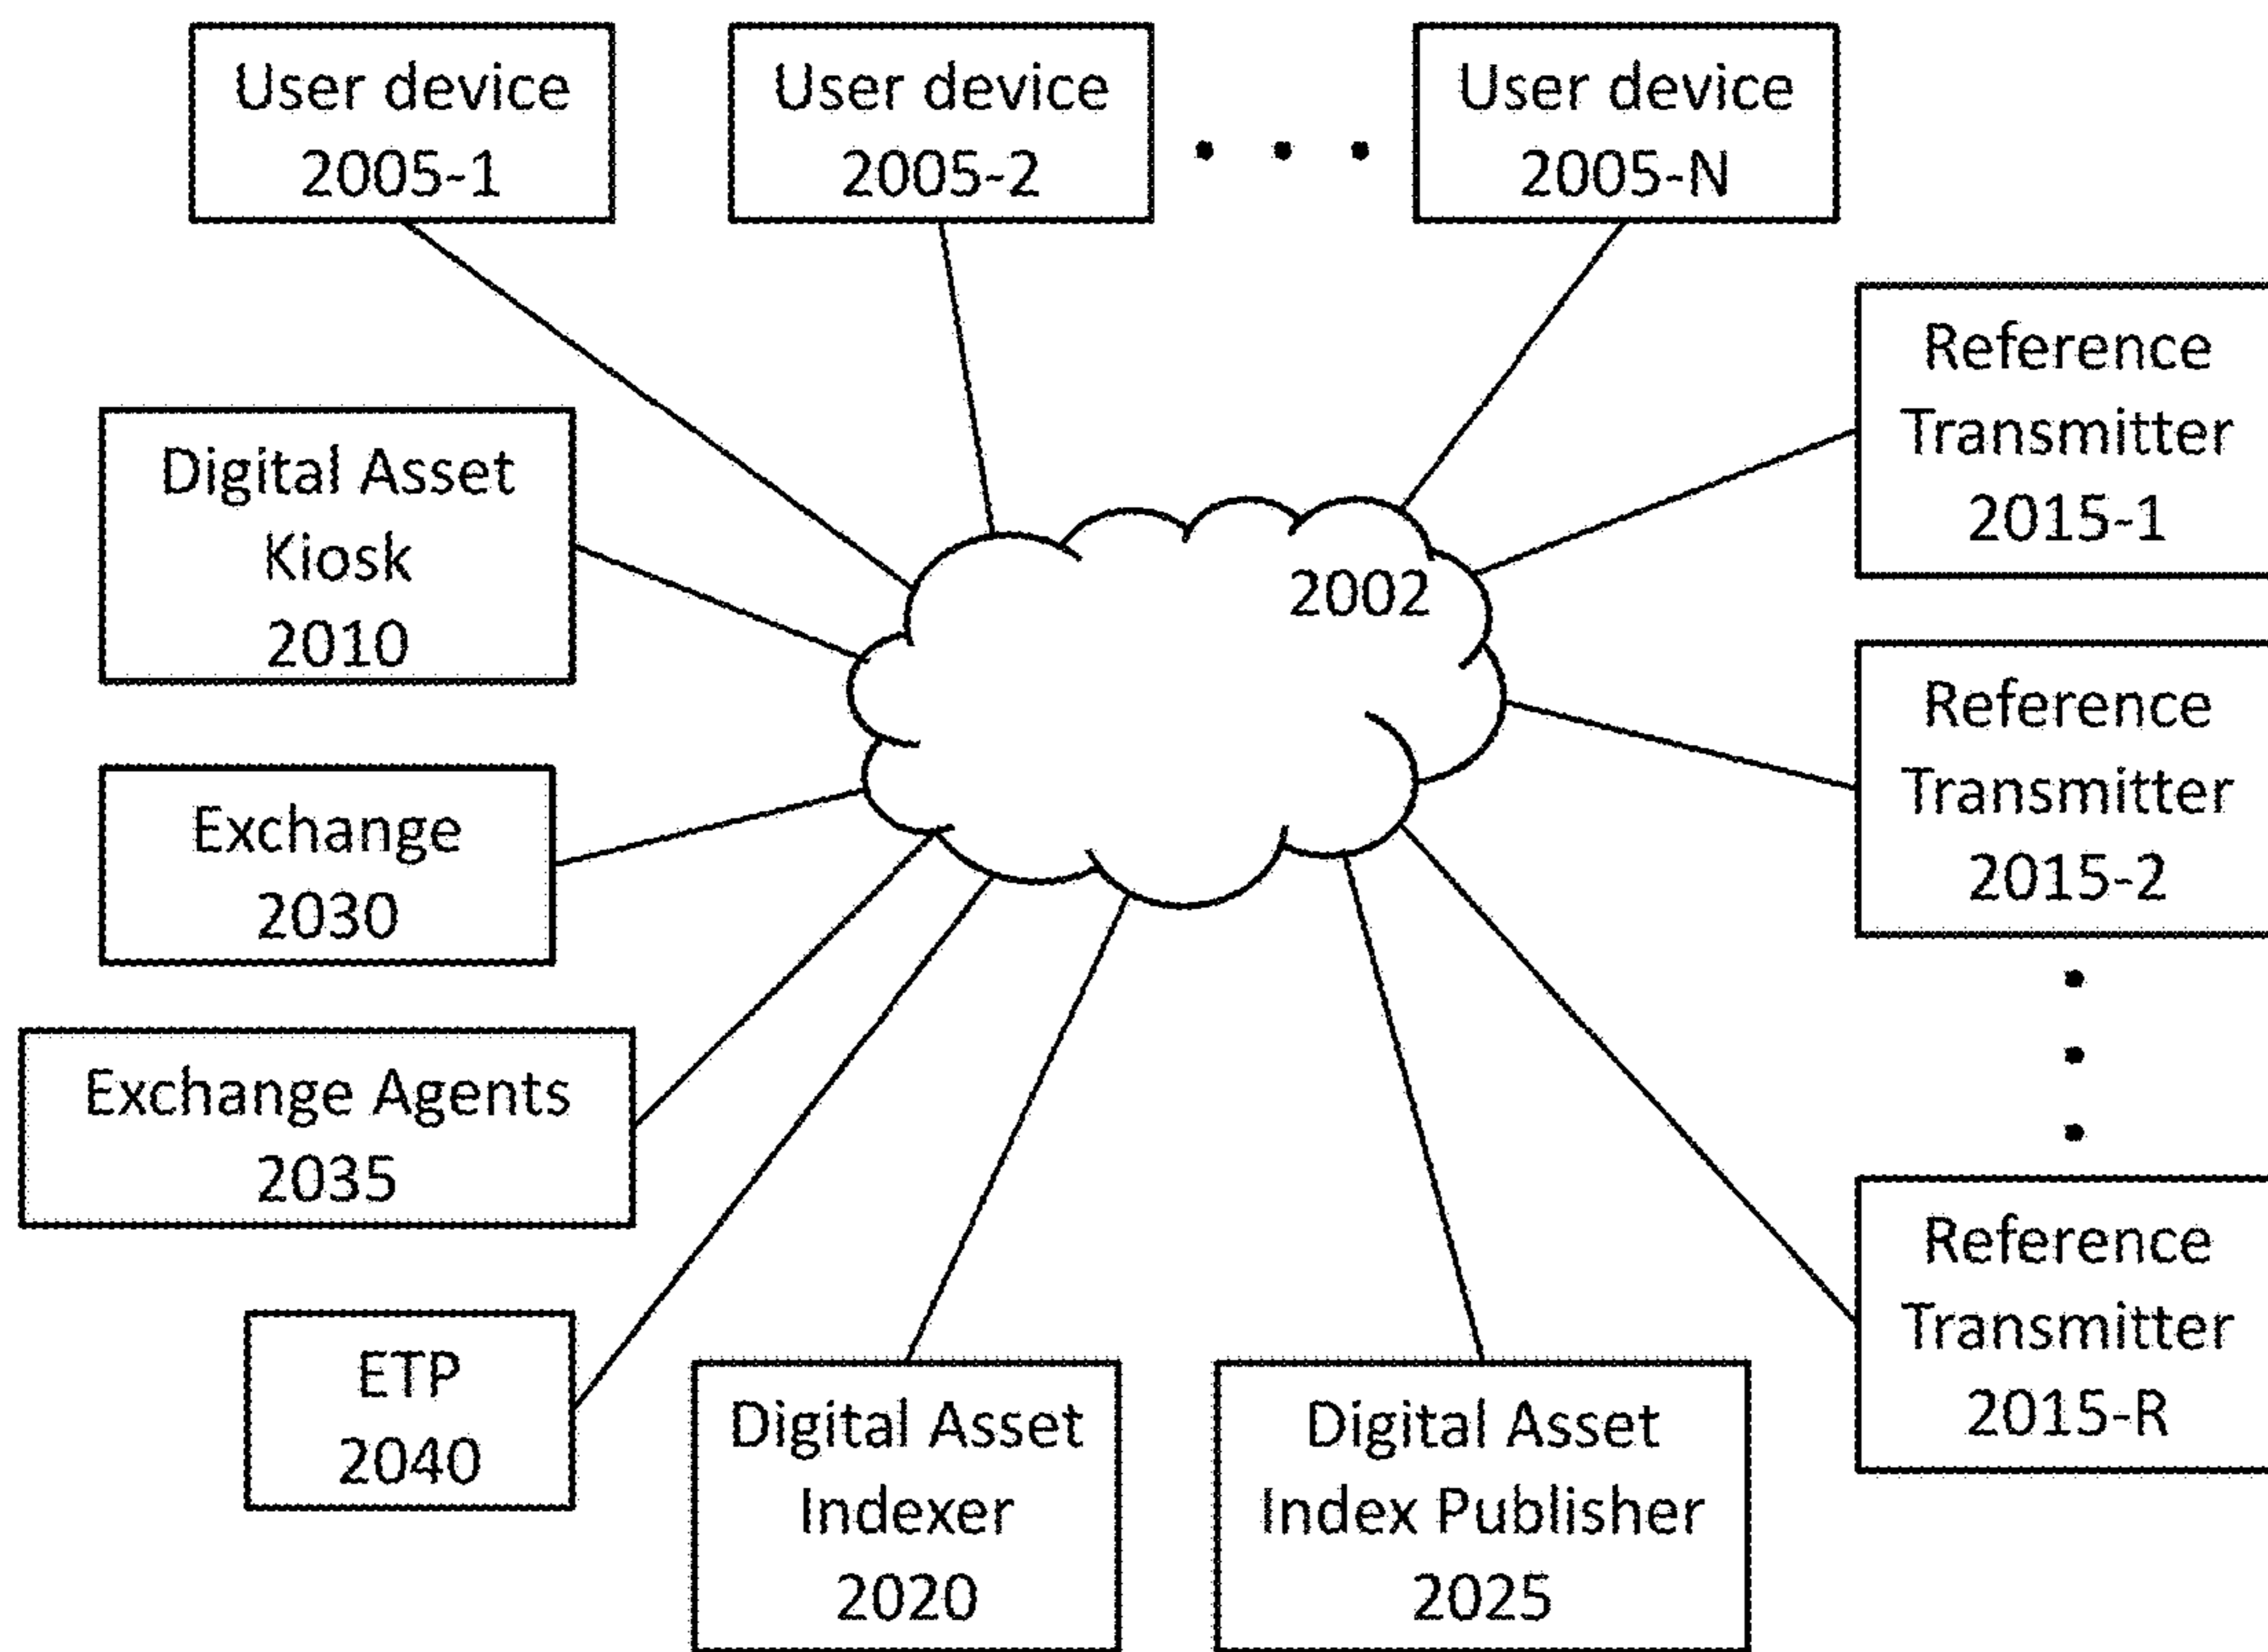 User device
2005-1
User device
2005-2
User device
2005-N
Reference
Transmitter
2015-1
Digital Asset
Kiosk
2010
2002
Reference
Transmitter
2015-2
Exchange
2030
Exchange Agents
2035
Reference
Transmitter
2015-R
ETP
2040
Digital Asset
Indexer
2020
Digital Asset
Index Publisher
2025